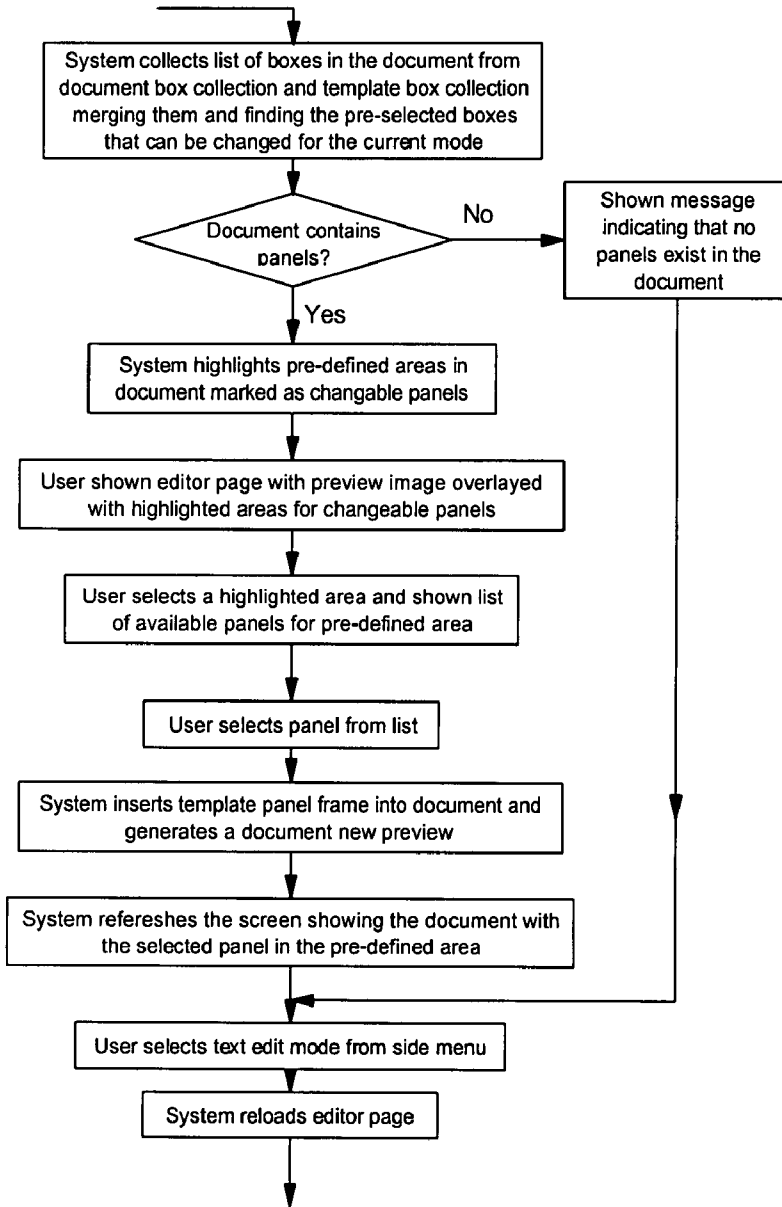 System collects list of boxes in the document from
document box collection and template box collection
merging them and finding the pre-selected boxes
that can be changed for the current mode
Document contains
panels?
No
Shown message
indicating that no
panels exist in the
document
Yes
System highlights pre-defined areas in
document marked as changable panels
User shown editor page with preview image overlayed
with highlighted areas for changeable panels
User selects a highlighted area and shown list
of available panels for pre-defined area
User selects panel from list
System inserts template panel frame into document and
generates a document new preview
System refereshes the screen showing the document with
the selected panel in the pre-defined area
User selects text edit mode from side menu
System reloads editor page